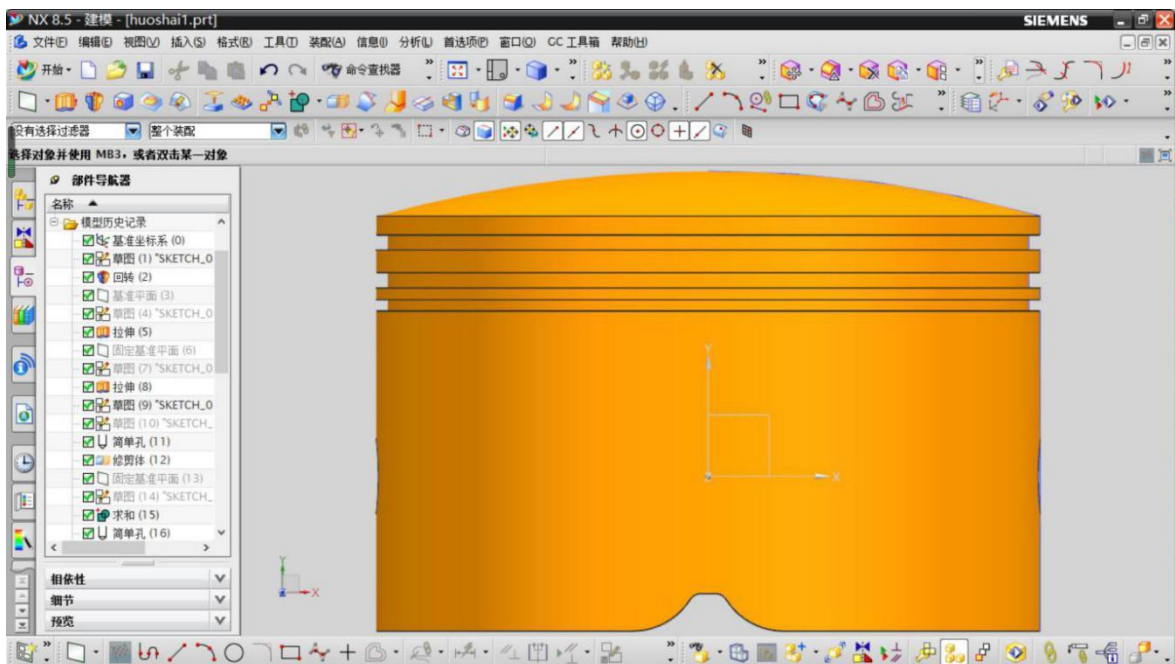 NX 8.5 - 建模 - [huoshai1.prt]
SIEMENS
文件(F) 编辑(E) 视图(V) 插入(S) 格式(R) 工具(T) 装配(A) 信息(I) 分析(L) 首选项(P) 窗口(O) GC 工具箱 帮助(H)
开始
命令查找器
没有选择过滤器
整个装配
选择对象并使用 MB3，或者双击某一对象
部件导航器
名称
模型历史记录
基准坐标系 (0)
草图 (1) "SKETCH_0
回转 (2)
基准平面 (3)
草图 (4) "SKETCH_0
拉伸 (5)
固定基准平面 (6)
草图 (7) "SKETCH_0
拉伸 (8)
草图 (9) "SKETCH_0
草图 (10) "SKETCH_
简单孔 (11)
修剪体 (12)
固定基准平面 (13)
草图 (14) "SKETCH_
求和 (15)
简单孔 (16)
相依性
细节
预览
Y
X
Y
X